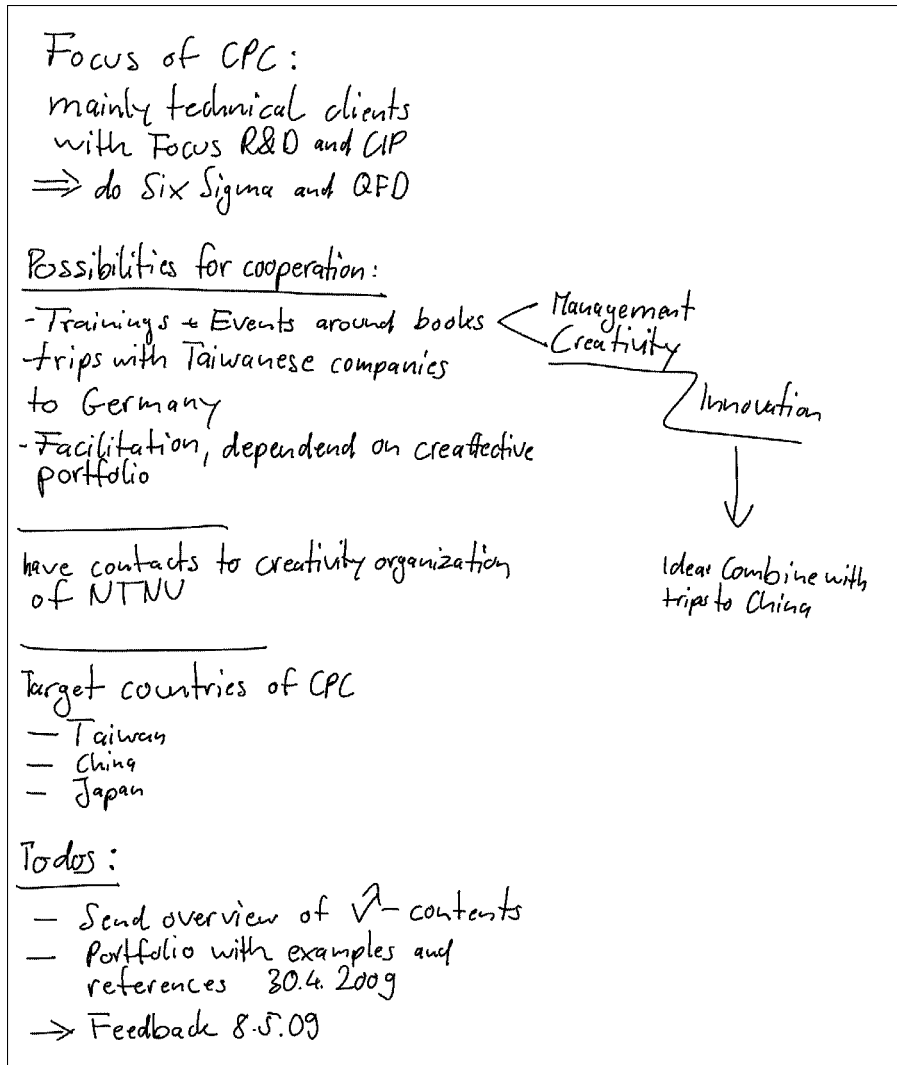 Focus of CPC:
mainly technical clients
with Focus R&D and CIP
⇒ do Six Sigma and QFD
Possibilities for cooperation:
- Trainings + Events around books < Management
Creativity
Innovation
- trips with Taiwanese companies
to Germany
- Facilitation, dependend on creaffective
portfolio
have contacts to creativity organization
of NTNU
Idea: Combine with
trips to China
Target countries of CPC
— Taiwan
— China
— Japan
Todos:
— Send overview of - contents
— Portfolio with examples and
references 30.4.2009
→ Feedback 8.5.09